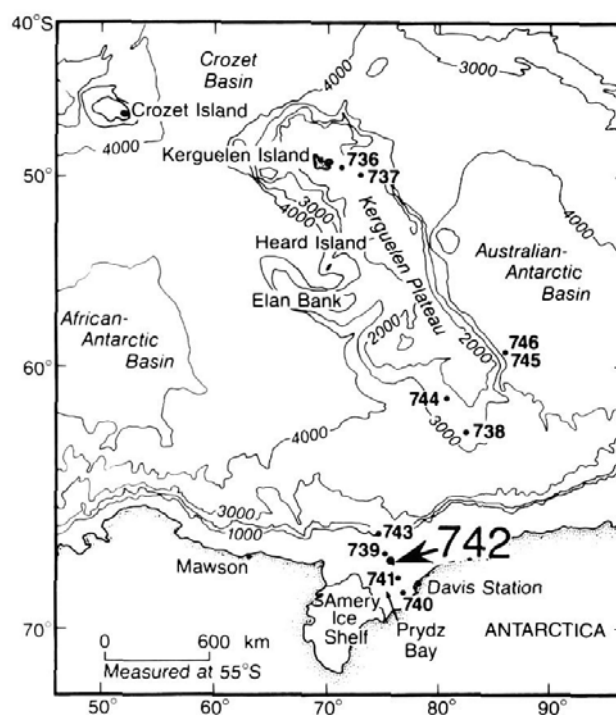 40°S
Crozet
Basin
4000
3000
Crozet Island
4000
Kerguelen Island
736
737
50°
3000
4000
Kerguelen Plateau
4000
Heard Island
Elan Bank
Australian-
Antarctic
Basin
African-
Antarctic
Basin
2000
2000
746
745
60°
744
3000
738
4000
3000
1000
743
739
742
Mawson
741
Davis Station
740
Amery
Ice
Shelf
Prydz
Bay
ANTARCTICA
70°
0 600 km
Measured at 55°S
50° 60° 70° 80° 90°